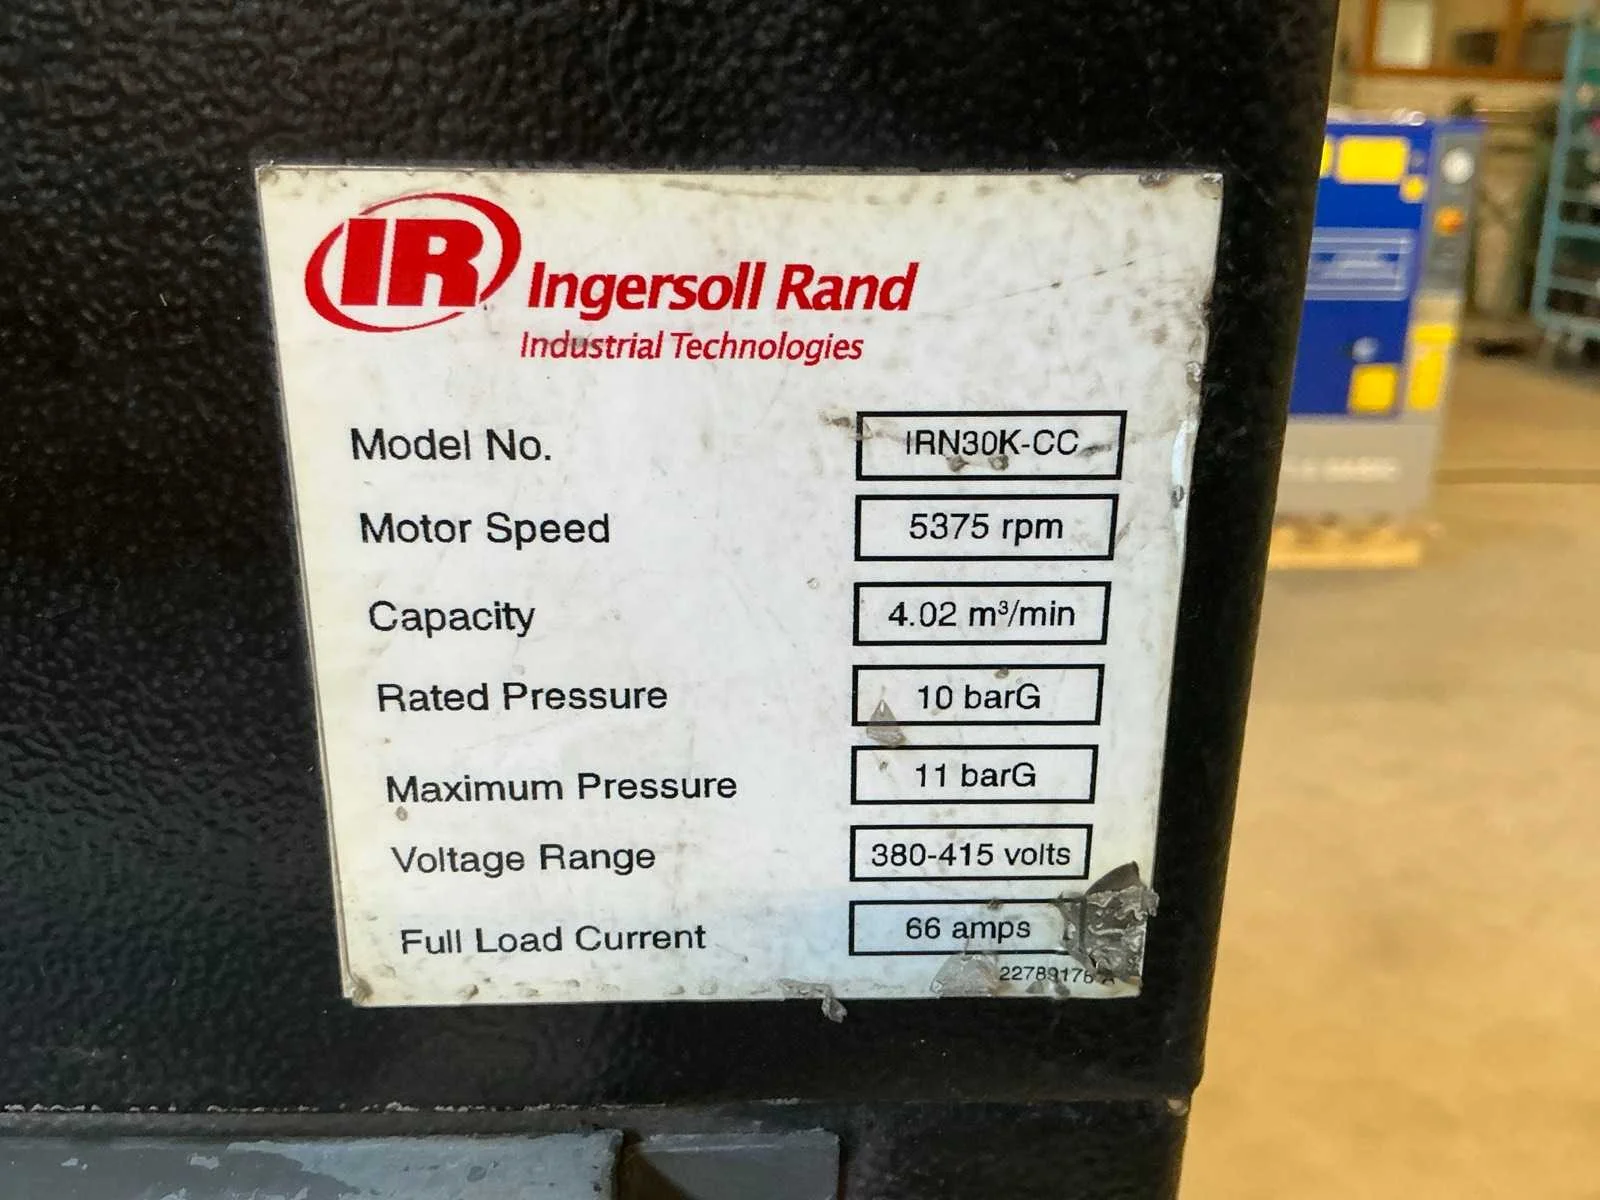 IR Ingersoll Rand
Industrial Technologies
Model No. IRN30K-CC
Motor Speed 5375 rpm
Capacity 4.02 m³/min
Rated Pressure 10 barG
Maximum Pressure 11 barG
Voltage Range 380-415 volts
Full Load Current 66 amps